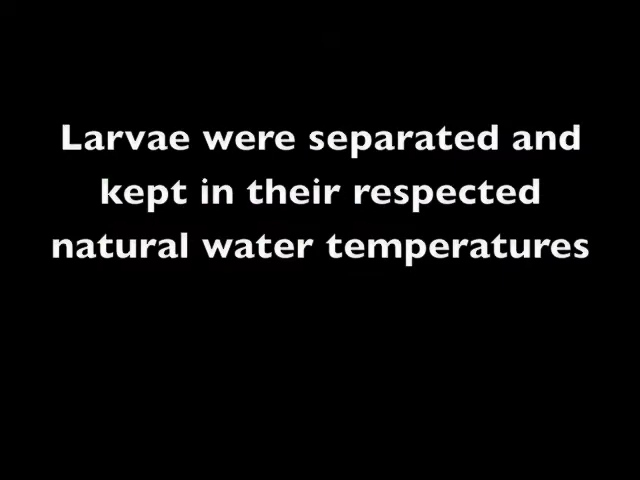 Larvae were separated and
kept in their respected
natural water temperatures